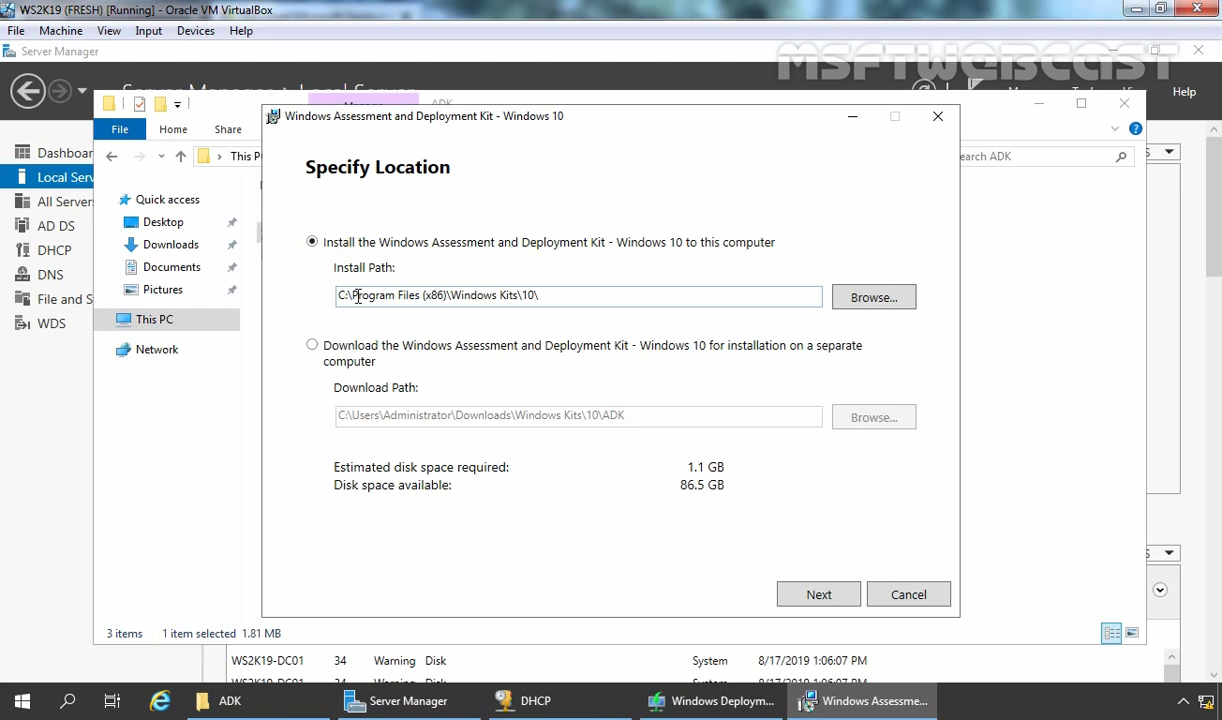 WS2K19 (FRESH) [Running] - Oracle VM VirtualBox
File Machine View Input Devices Help
Server Manager
MSFTWEBCAST
Help
ADK
File Home Share
This PC
Search ADK
Windows Assessment and Deployment Kit - Windows 10
Specify Location
Install the Windows Assessment and Deployment Kit - Windows 10 to this computer
Install Path:
C:\Program Files (x86)\Windows Kits\10\
Browse...
Download the Windows Assessment and Deployment Kit - Windows 10 for installation on a separate
computer
Download Path:
C:\Users\Administrator\Downloads\Windows Kits\10\ADK
Browse...
Estimated disk space required: 1.1 GB
Disk space available: 86.5 GB
Next Cancel
Dashboar
Local Serv
All Servers
AD DS
DHCP
DNS
File and S
WDS
Quick access
Desktop
Downloads
Documents
Pictures
This PC
Network
3 items 1 item selected 1.81 MB
WS2K19-DC01 34 Warning Disk System 8/17/2019 1:06:07 PM
ADK Server Manager DHCP Windows Deploym... Windows Assessme...